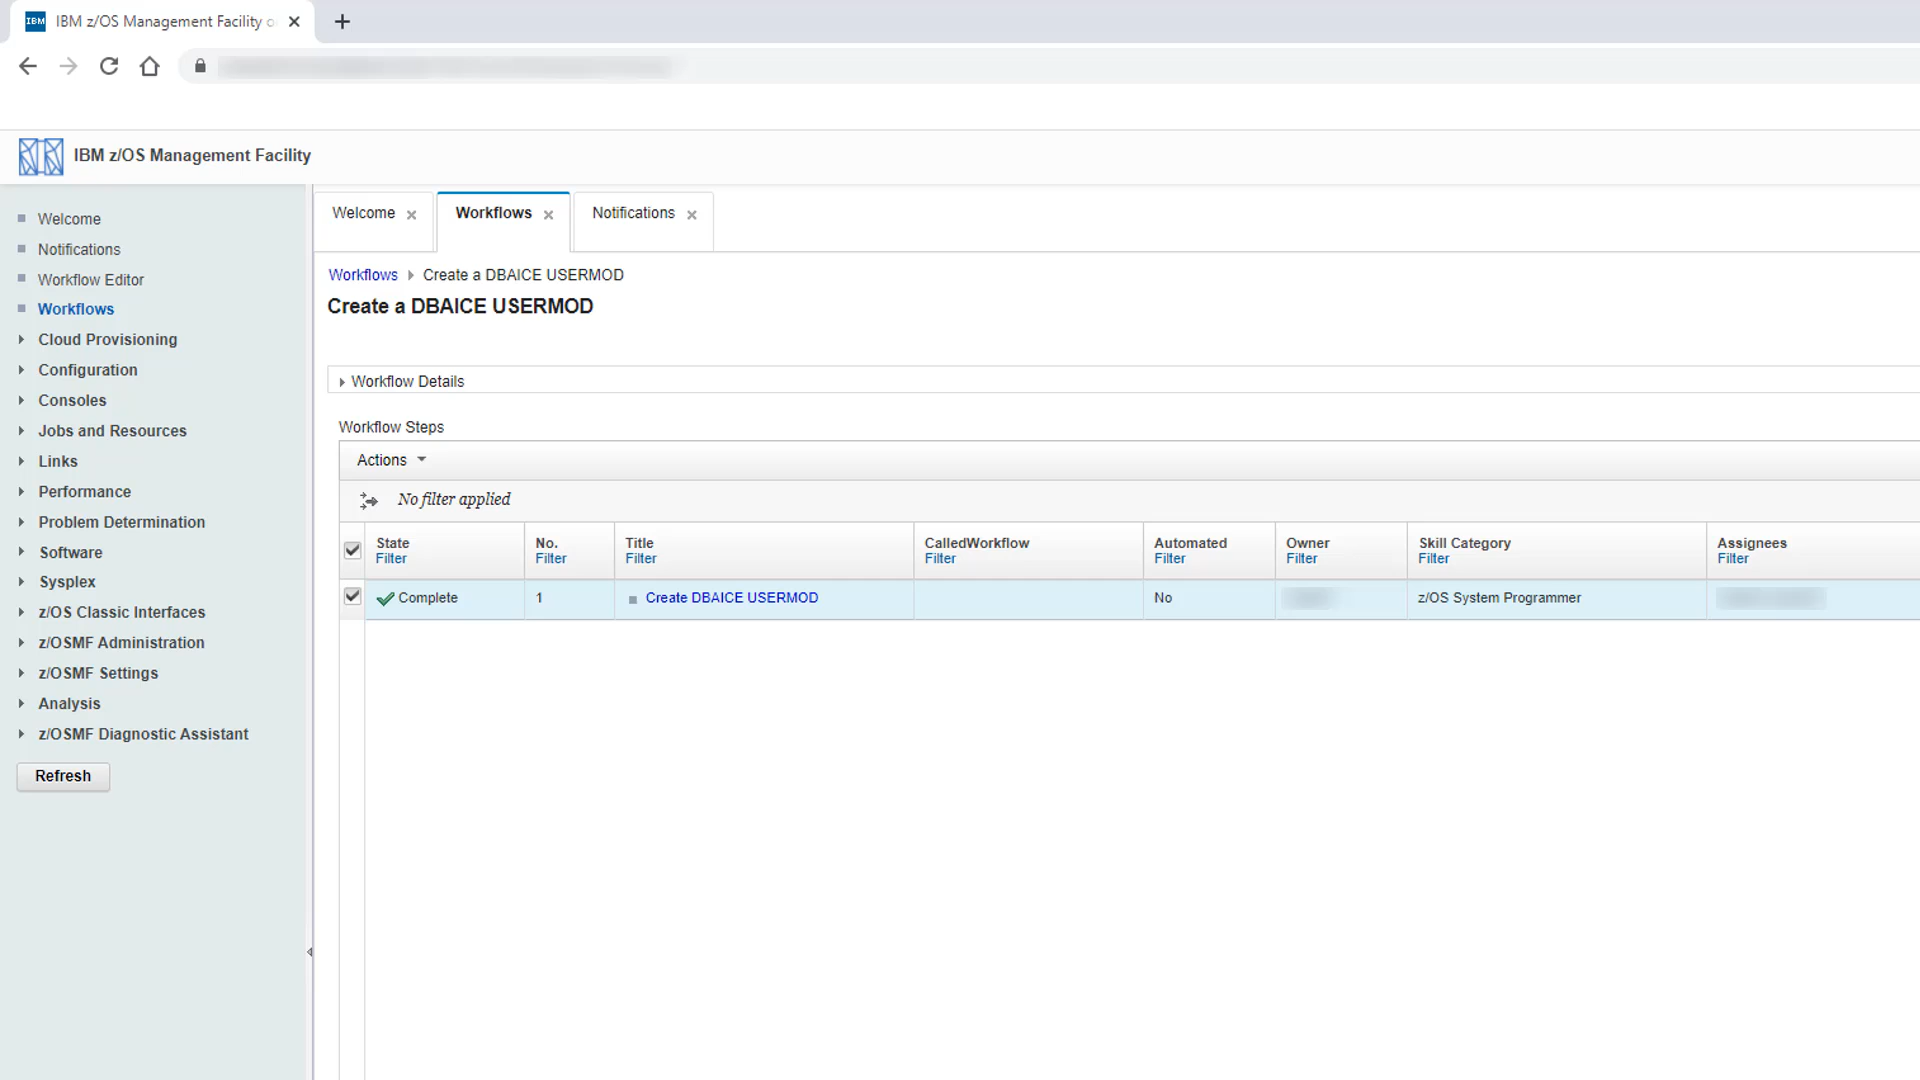 IBM IBM z/OS Management Facility o
IBM z/OS Management Facility
Welcome
Notifications
Workflow Editor
Workflows
Cloud Provisioning
Configuration
Consoles
Jobs and Resources
Links
Performance
Problem Determination
Software
Sysplex
z/OS Classic Interfaces
z/OSMF Administration
z/OSMF Settings
Analysis
z/OSMF Diagnostic Assistant
Refresh
Welcome Workflows Notifications
Workflows Create a DBAICE USERMOD
Create a DBAICE USERMOD
Workflow Details
Workflow Steps
Actions
No filter applied
State No. Title CalledWorkflow Automated Owner Skill Category Assignees
Filter Filter Filter Filter Filter Filter Filter Filter
Complete 1 Create DBAICE USERMOD No z/OS System Programmer